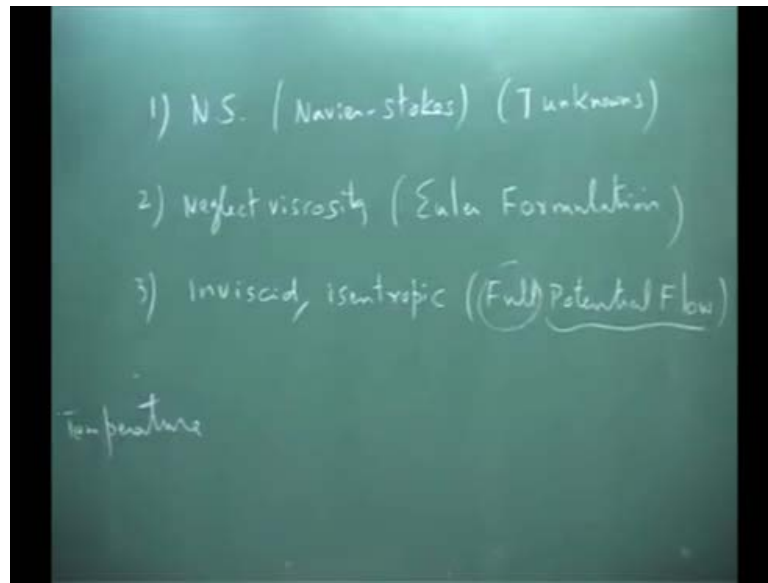 1) N.S. (Navier-Stokes) (7 unknowns)
2) Neglect viscosity (Euler Formulation)
3) Inviscid, isentropic ((Full) Potential Flow)
Temperature